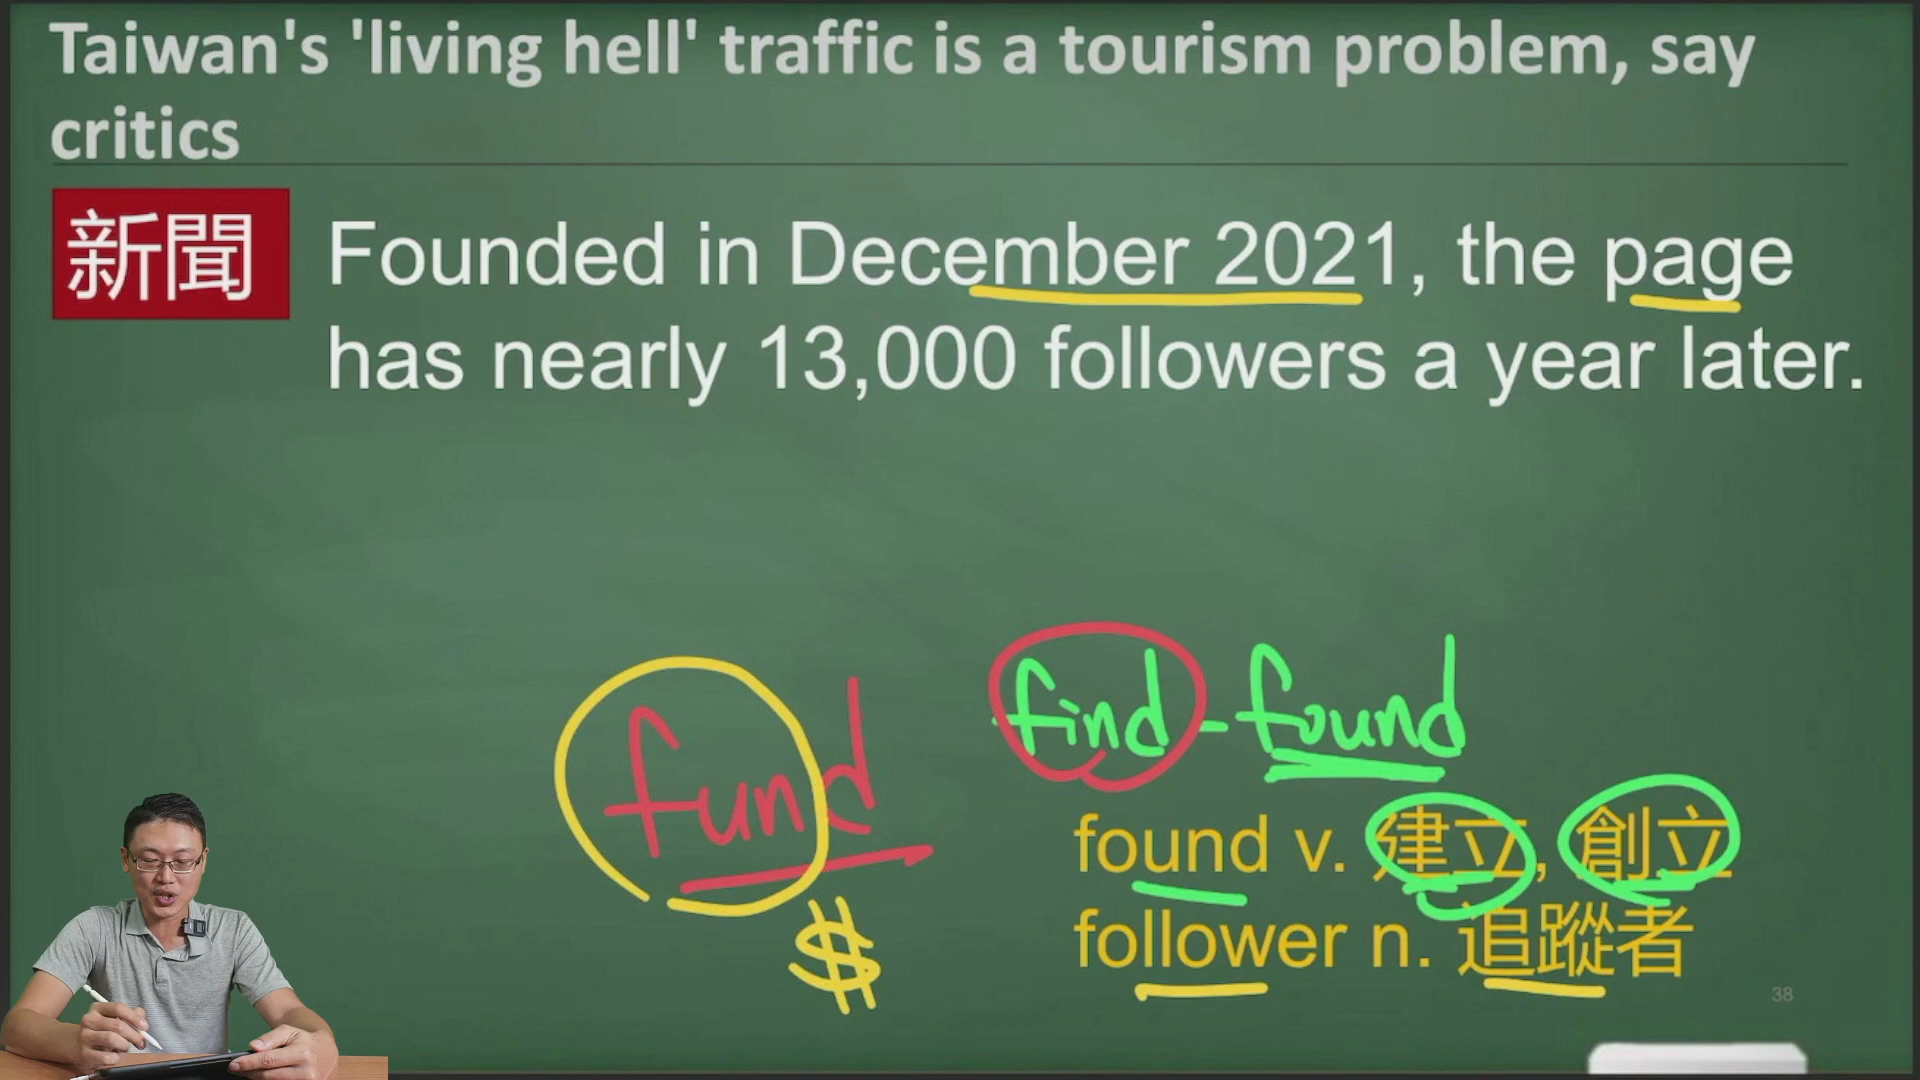 Taiwan's 'living hell' traffic is a tourism problem, say
critics
新聞
Founded in December 2021, the page
has nearly 13,000 followers a year later.
find - found
fund
$
found v. 建立, 創立
follower n. 追蹤者
38